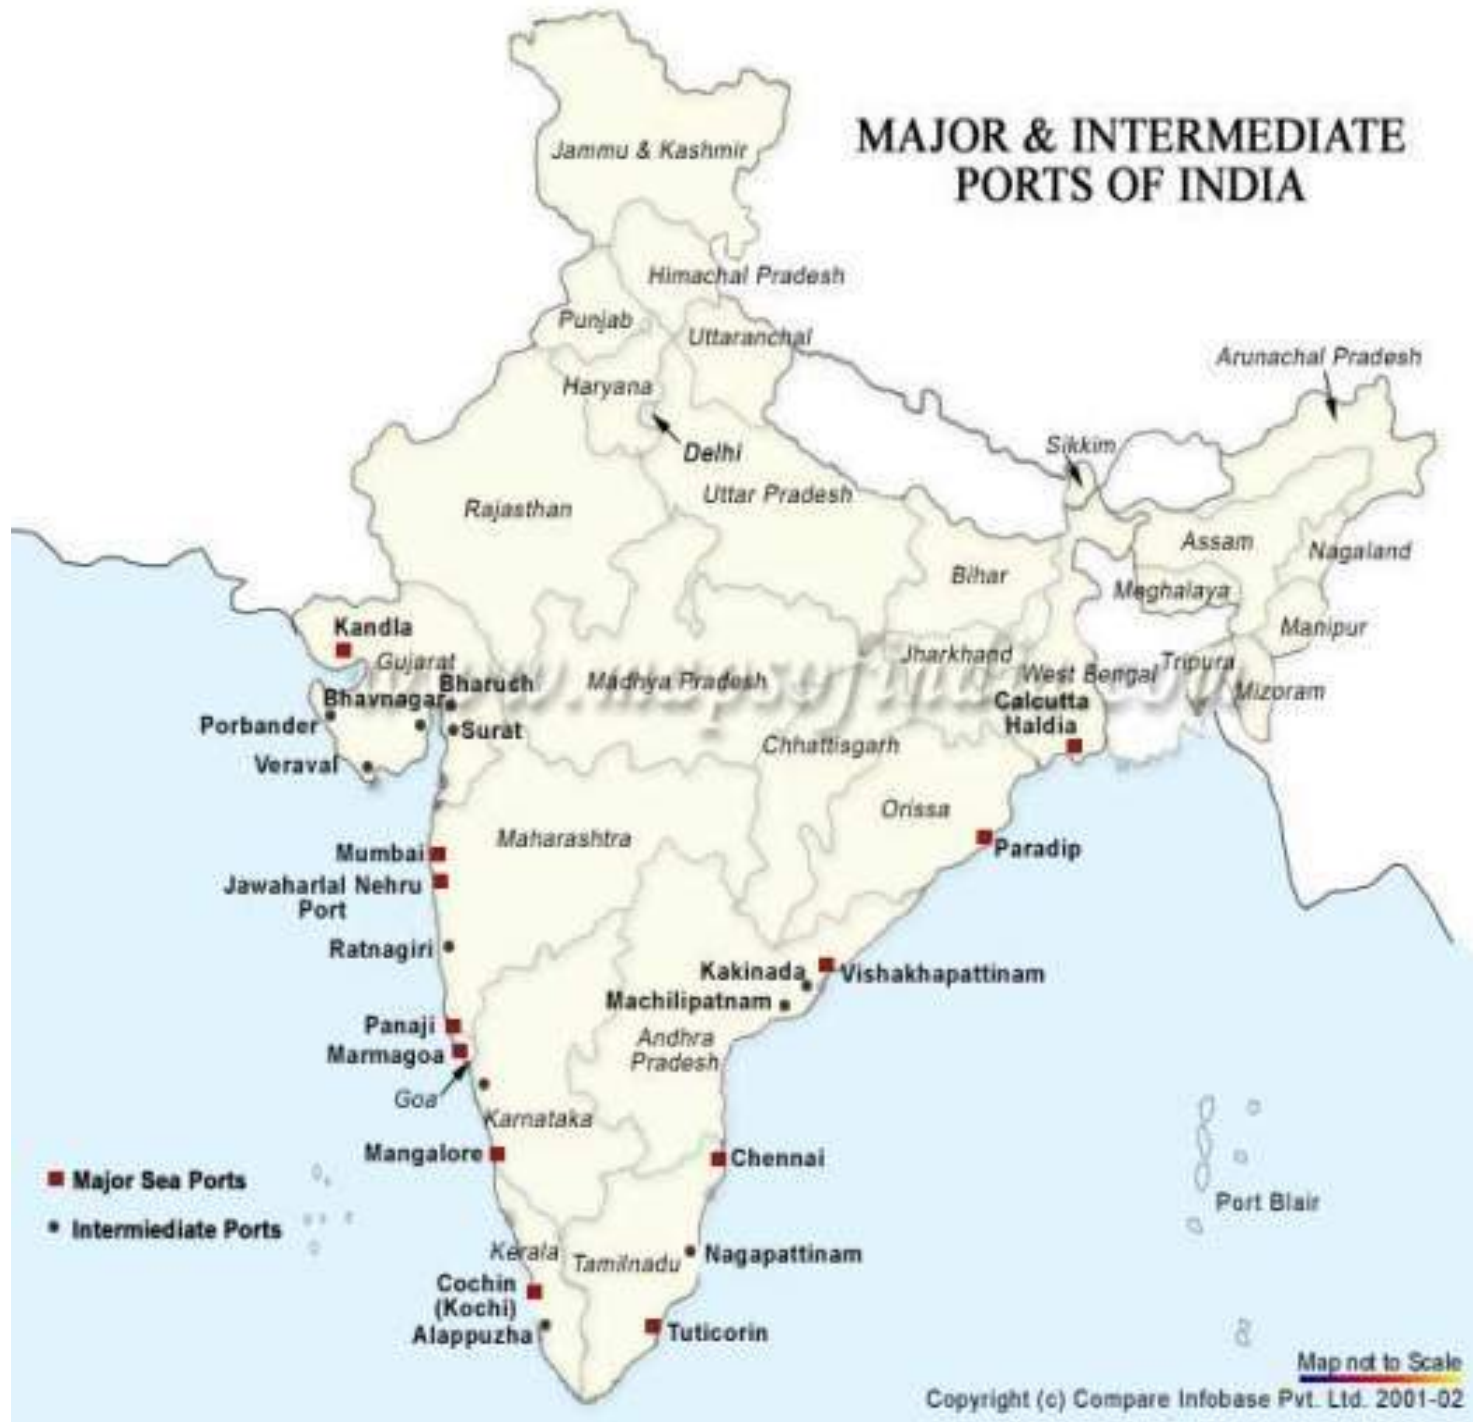 MAJOR & INTERMEDIATE
PORTS OF INDIA
Jammu & Kashmir
Himachal Pradesh
Punjab
Uttaranchal
Haryana
Delhi
Arunachal Pradesh
Sikkim
Uttar Pradesh
Rajasthan
Assam
Nagaland
Bihar
Meghalaya
Manipur
Kandla
Gujarat
Jharkhand
West Bengal
Tripura
Mizoram
Madhya Pradesh
Bharuch
Bhavnagar
Calcutta
Haldia
Porbander
Surat
Chhattisgarh
Veraval
Orissa
Maharashtra
Mumbai
Paradip
Jawaharlal Nehru
Port
Ratnagiri
Kakinada
Vishakhapattinam
Machilipatnam
Panaji
Andhra
Pradesh
Marmagoa
Goa
Karnataka
Mangalore
Chennai
Major Sea Ports
Port Blair
Intermiediate Ports
Kerala
Tamilnadu
Nagapattinam
Cochin
(Kochi)
Alappuzha
Tuticorin
Map not to Scale
Copyright (c) Compare Infobase Pvt. Ltd. 2001-02